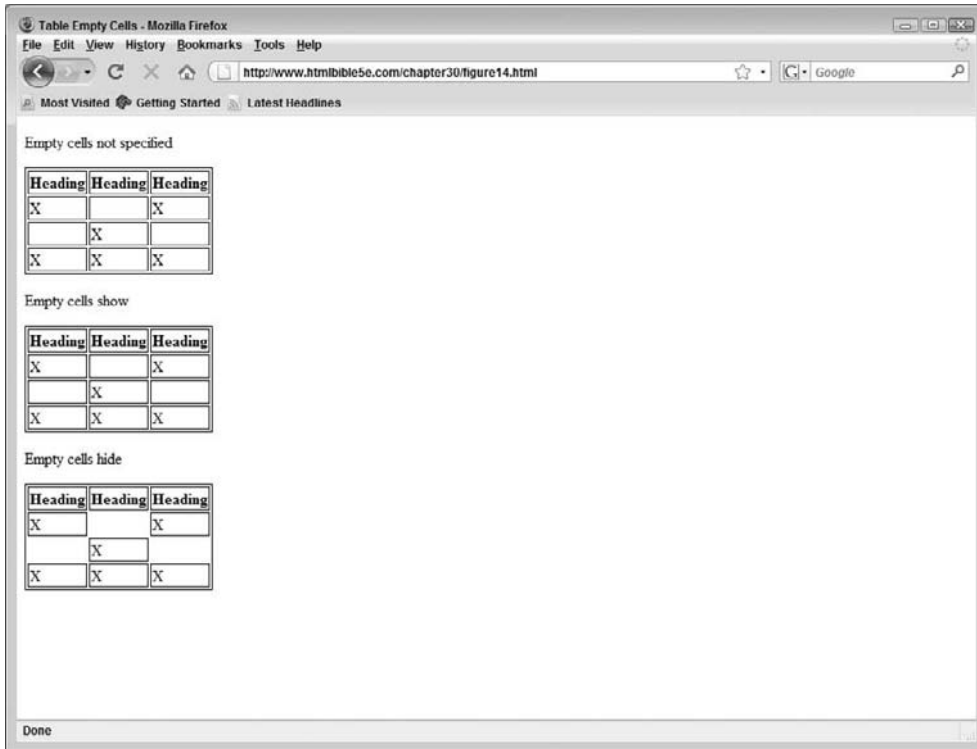 Table Empty Cells - Mozilla Firefox
File Edit View History Bookmarks Tools Help
http://www.htmlbible5e.com/chapter30/figure14.html
G Google
Most Visited Getting Started Latest Headlines
Empty cells not specified
Heading Heading Heading
X X
X
X X X
Empty cells show
Heading Heading Heading
X X
X
X X X
Empty cells hide
Heading Heading Heading
X X
X
X X X
Done